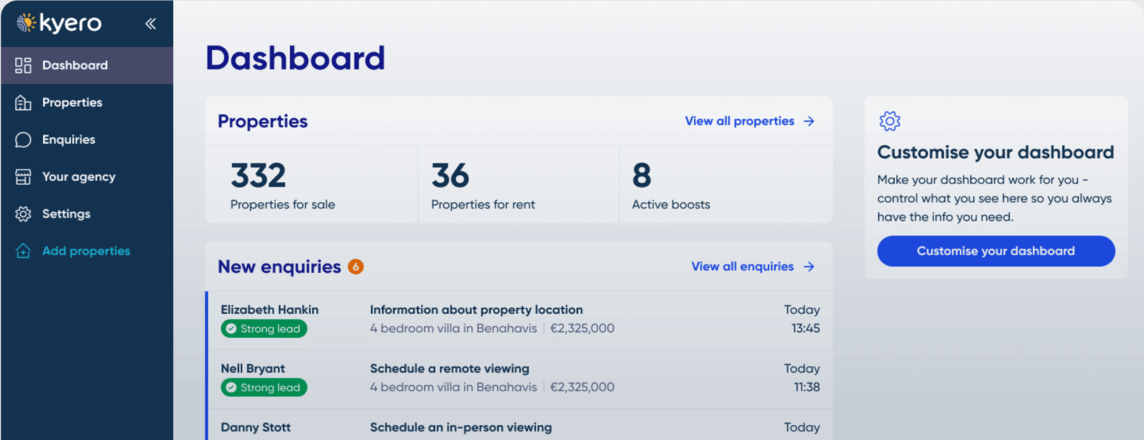 kyero
Dashboard
Properties
Enquiries
Your agency
Settings
Add properties
Dashboard
Properties
View all properties
332
Properties for sale
36
Properties for rent
8
Active boosts
New enquiries 6
View all enquiries
Elizabeth Hankin
Strong lead
Information about property location
4 bedroom villa in Benahavis | €2,325,000
Today
13:45
Nell Bryant
Strong lead
Schedule a remote viewing
4 bedroom villa in Benahavis | €2,325,000
Today
11:38
Danny Stott
Schedule an in-person viewing
Today
Customise your dashboard
Make your dashboard work for you -
control what you see here so you always
have the info you need.
Customise your dashboard